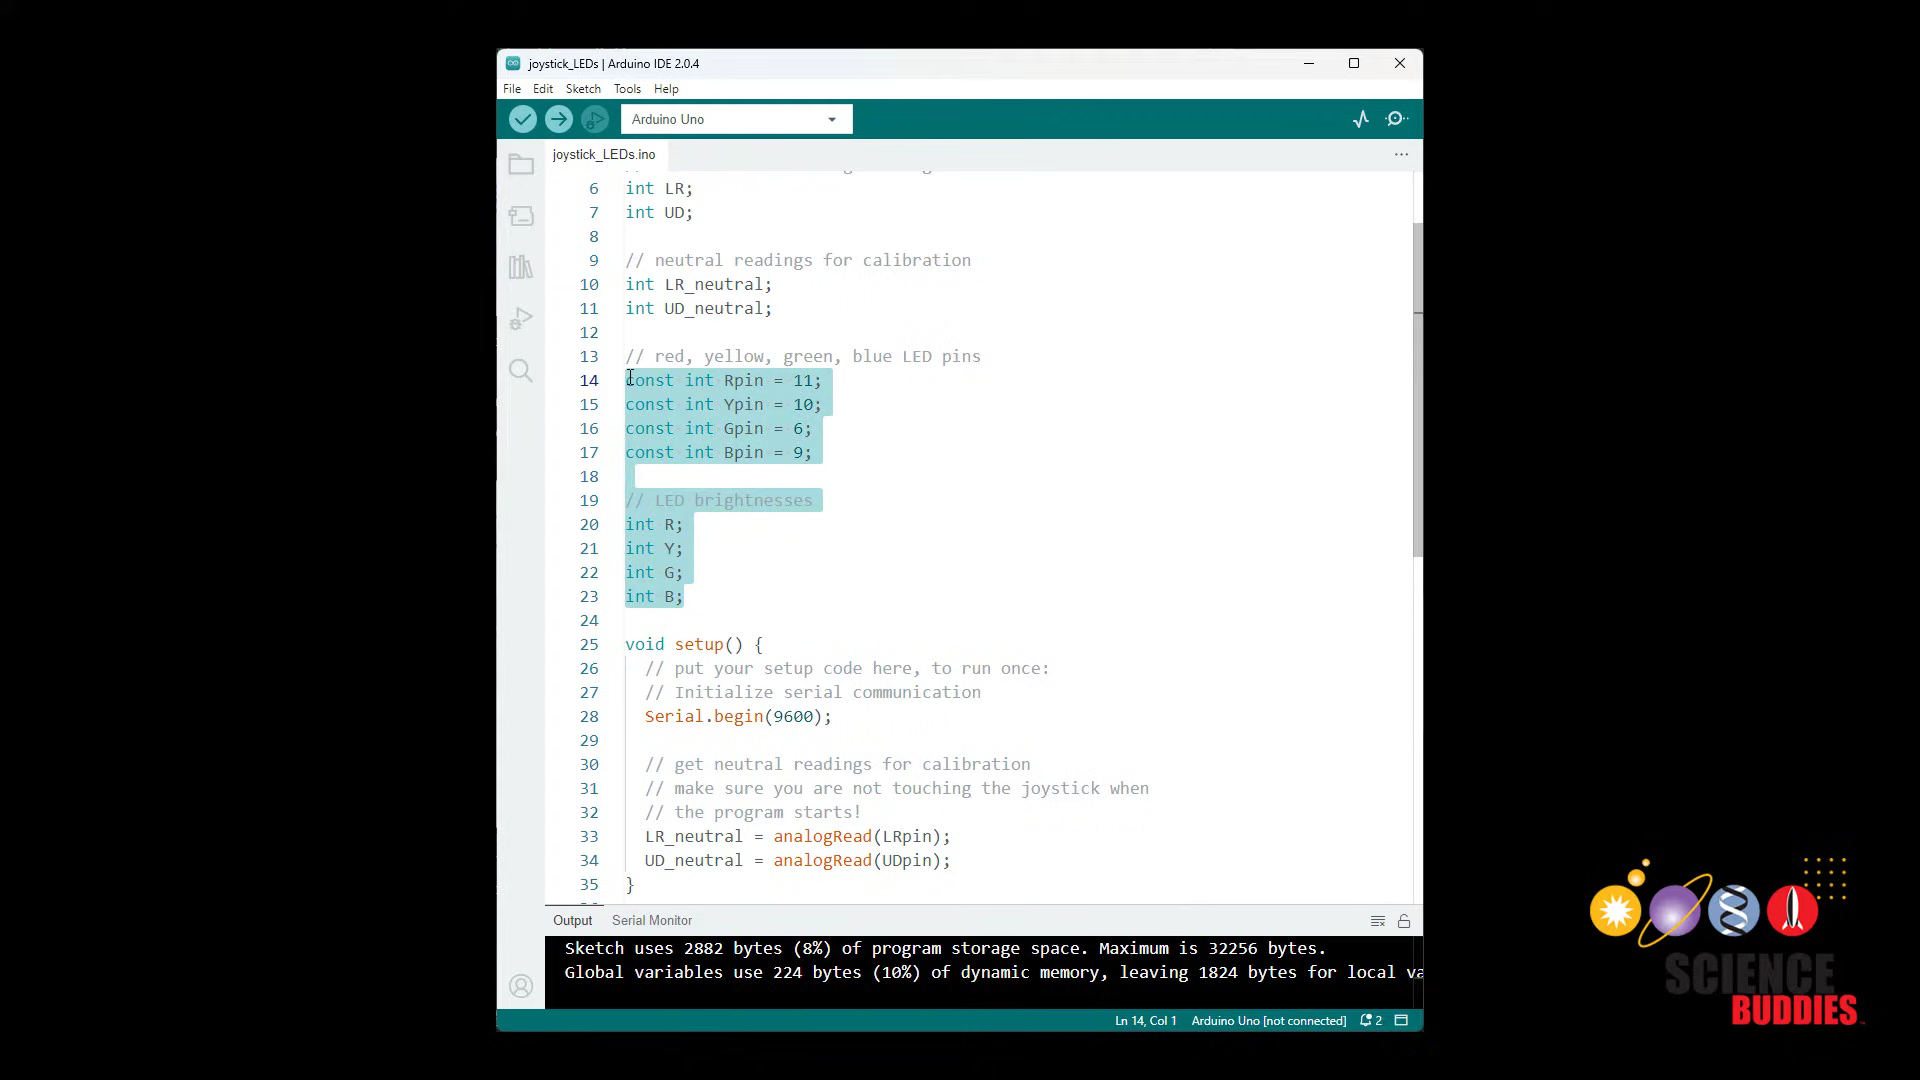 joystick_LEDs | Arduino IDE 2.0.4
File Edit Sketch Tools Help
Arduino Uno
joystick_LEDs.ino
6 int LR;
7 int UD;
8
9 // neutral readings for calibration
10 int LR_neutral;
11 int UD_neutral;
12
13 // red, yellow, green, blue LED pins
14 const int Rpin = 11;
15 const int Ypin = 10;
16 const int Gpin = 6;
17 const int Bpin = 9;
18
19 // LED brightnesses
20 int R;
21 int Y;
22 int G;
23 int B;
24
25 void setup() {
26 // put your setup code here, to run once:
27 // Initialize serial communication
28 Serial.begin(9600);
29
30 // get neutral readings for calibration
31 // make sure you are not touching the joystick when
32 // the program starts!
33 LR_neutral = analogRead(LRpin);
34 UD_neutral = analogRead(UDpin);
35 }
Output Serial Monitor
Sketch uses 2882 bytes (8%) of program storage space. Maximum is 32256 bytes.
Global variables use 224 bytes (10%) of dynamic memory, leaving 1824 bytes for local va
Ln 14, Col 1 Arduino Uno [not connected] 2
SCIENCE
BUDDIES